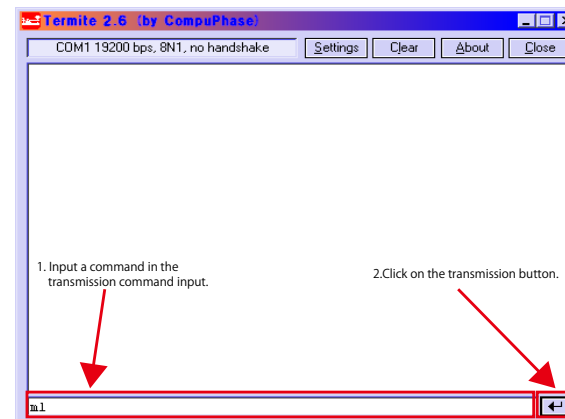 Termite 2.6 (by CompuPhase)
COM1 19200 bps, 8N1, no handshake
Settings
Clear
About
Close
1. Input a command in the
transmission command input.
2.Click on the transmission button.
m1